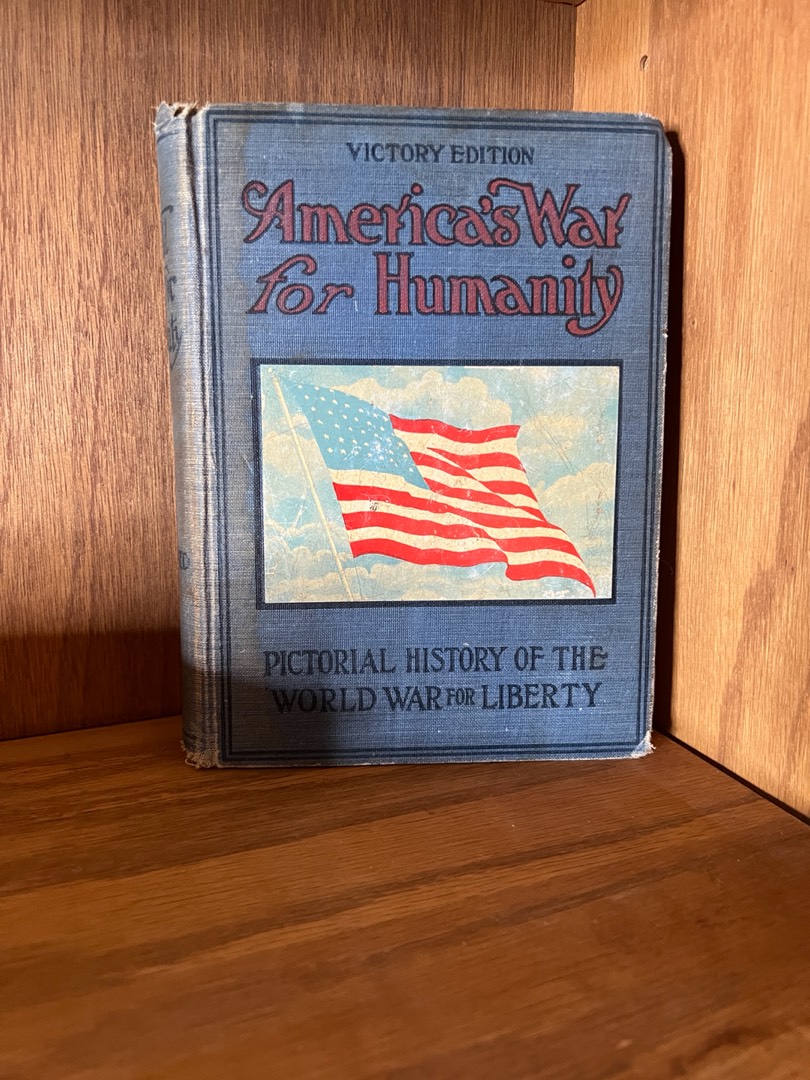 VICTORY EDITION
America's War
for Humanity
PICTORIAL HISTORY OF THE
WORLD WAR FOR LIBERTY